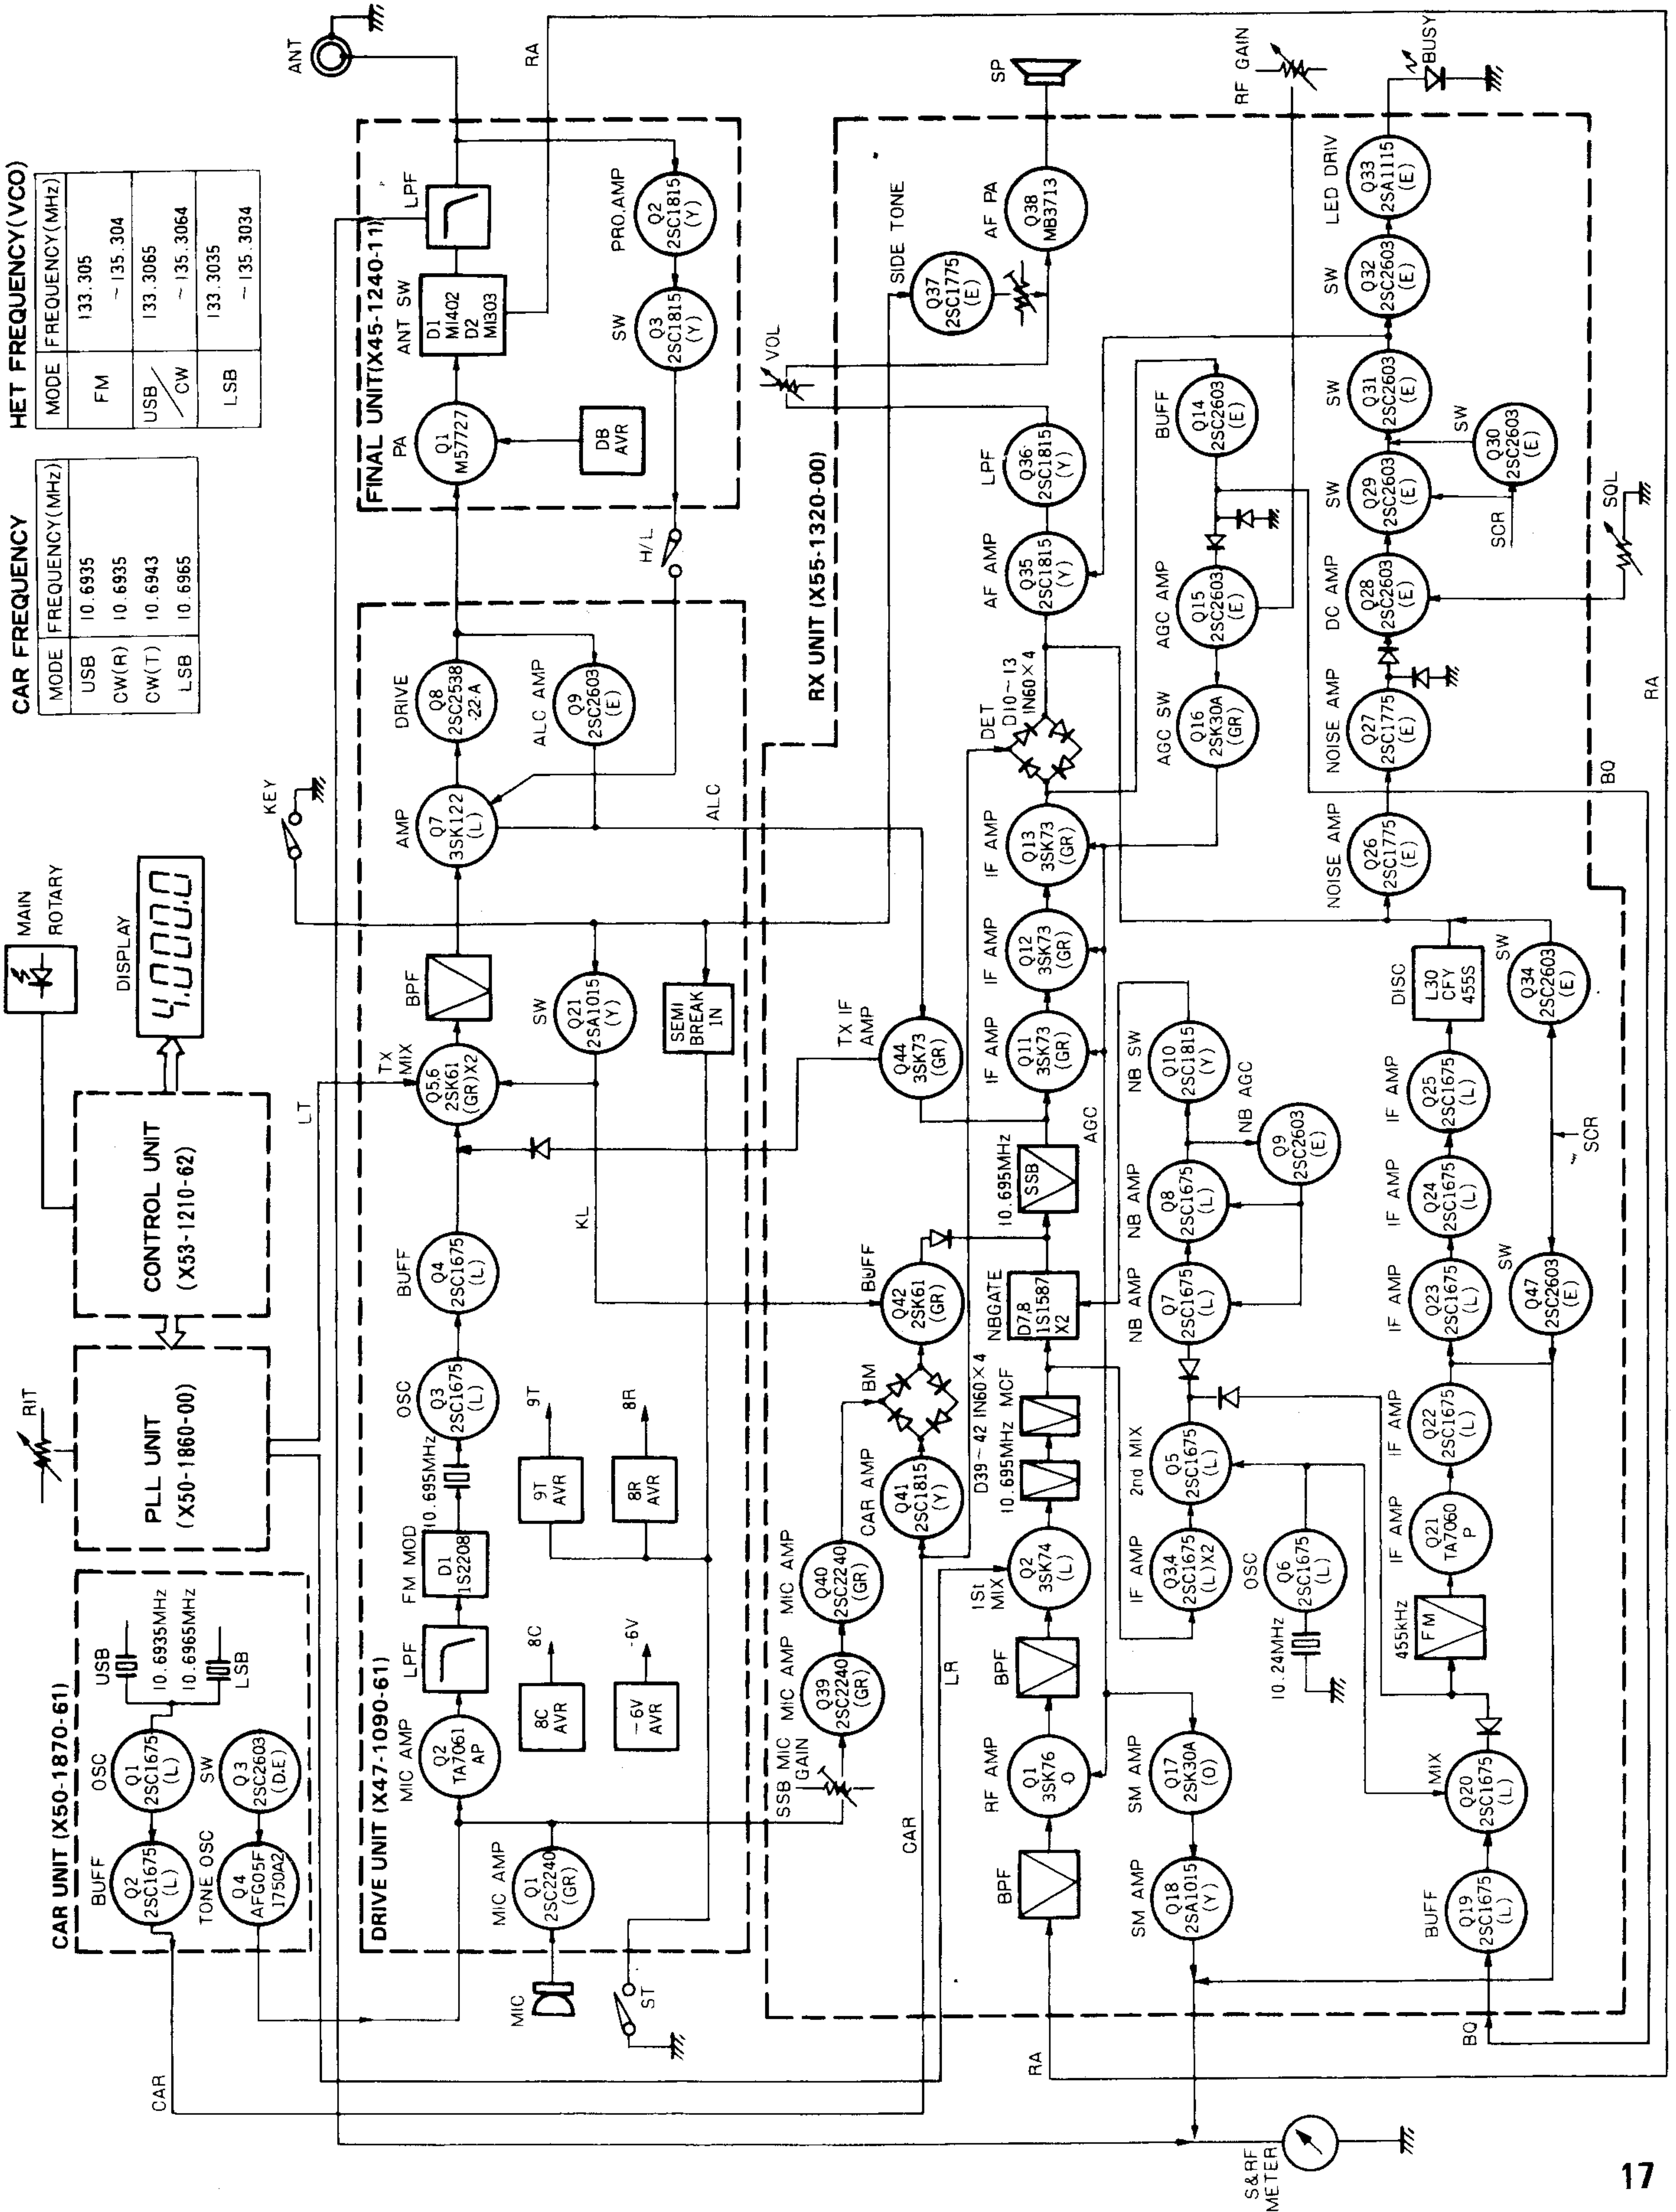 HET FREQUENCY(VCO)
MODE FREQUENCY(MHz)
FM 133.305
~135.304
USB/CW 133.3065
~135.3064
LSB 133.3035
~135.3034
CAR FREQUENCY
MODE FREQUENCY(MHz)
USB 10.6935
CW(R) 10.6935
CW(T) 10.6943
LSB 10.6965
MAIN
ROTARY
DISPLAY
4.000.0
CONTROL UNIT
(X53-1210-62)
PLL UNIT
(X50-1860-00)
RIT
CAR UNIT (X50-1870-61)
USB
10.6935MHz
10.6965MHz
LSB
OSC
Q1
2SC1675
(L)
BUFF
Q2
2SC1675
(L)
SW
Q3
2SC2603
(D.E)
TONE OSC
Q4
AFG05F
1750A2
CAR
LT
ANT
RA
FINAL UNIT(X45-1240-11)
LPF
ANT SW
D1
MI402
D2
MI303
PA
Q1
M57727
DB
AVR
PRO.AMP
Q2
2SC1815
(Y)
SW
Q3
2SC1815
(Y)
H/L
DRIVE UNIT (X47-1090-61)
DRIVE
Q8
2SC2538
-22-A
ALC AMP
Q9
2SC2603
(E)
AMP
Q7
3SK122
(L)
ALC
KEY
BPF
TX
MIX
Q5,6
2SK61
(GR)X2
SW
Q21
2SA1015
(Y)
SEMI
BREAK
IN
BUFF
Q4
2SC1675
(L)
KL
OSC
Q3
2SC1675
(L)
10.695MHz
FM MOD
D1
1S2208
LPF
MIC AMP
Q2
TA7061
AP
9T
9T
AVR
8R
8R
AVR
8C
8C
AVR
-6V
-6V
AVR
MIC AMP
Q1
2SC2240
(GR)
MIC
ST
RX UNIT (X55-1320-00)
SP
AF PA
Q38
MB3713
SIDE TONE
Q37
2SC1775
(E)
VOL
LPF
Q36
2SC1815
(Y)
AF AMP
Q35
2SC1815
(Y)
DET
D10~13
IN60×4
IF AMP
Q13
3SK73
(GR)
IF AMP
Q12
3SK73
(GR)
IF AMP
Q11
3SK73
(GR)
TX IF
AMP
Q44
3SK73
(GR)
10.695MHz
SSB
AGC
BUFF
Q42
2SK61
(GR)
BM
D39~42 IN60×4
CAR AMP
Q41
2SC1815
(Y)
MIC AMP
Q40
2SC2240
(GR)
MIC AMP
Q39
2SC2240
(GR)
SSB MIC
GAIN
NBGATE
D7,8
1S1587
X2
10.695MHz MCF
1St
MIX
Q2
3SK74
(L)
BPF
RF AMP
Q1
3SK76
O
BPF
LR
CAR
RA
RF GAIN
BUFF
Q14
2SC2603
(E)
AGC AMP
Q15
2SC2603
(E)
AGC SW
Q16
2SK30A
(GR)
NB SW
Q10
2SC1815
(Y)
NB AGC
Q9
2SC2603
(E)
NB AMP
Q8
2SC1675
(L)
NB AMP
Q7
2SC1675
(L)
2nd MIX
Q5
2SC1675
(L)
IF AMP
Q3,4
2SC1675
(L)X2
OSC
Q6
2SC1675
(L)
10.24MHz
SM AMP
Q17
2SK30A
(O)
SM AMP
Q18
2SA1015
(Y)
BUSY
LED DRIV
Q33
2SA1115
(E)
SW
Q32
2SC2603
(E)
SW
Q31
2SC2603
(E)
SW
Q30
2SC2603
(E)
SW
Q29
2SC2603
(E)
SCR
DC AMP
Q28
2SC2603
(E)
SQL
NOISE AMP
Q27
2SC1775
(E)
NOISE AMP
Q26
2SC1775
(E)
BQ
RA
DISC
L30
CFY
455S
SW
Q34
2SC2603
(E)
SCR
IF AMP
Q25
2SC1675
(L)
IF AMP
Q24
2SC1675
(L)
IF AMP
Q23
2SC1675
(L)
SW
Q47
2SC2603
(E)
IF AMP
Q22
2SC1675
(L)
IF AMP
Q21
TA7060
P
455kHz
FM
MIX
Q20
2SC1675
(L)
BUFF
Q19
2SC1675
(L)
BQ
S&RF
METER
17